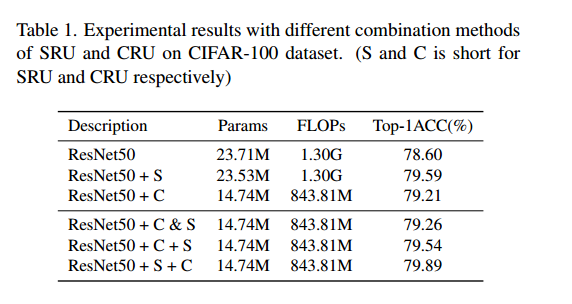 Table 1. Experimental results with different combination methods
of SRU and CRU on CIFAR-100 dataset. (S and C is short for
SRU and CRU respectively)
Description Params FLOPs Top-1ACC(%)
ResNet50 23.71M 1.30G 78.60
ResNet50 + S 23.53M 1.30G 79.59
ResNet50 + C 14.74M 843.81M 79.21
ResNet50 + C & S 14.74M 843.81M 79.26
ResNet50 + C + S 14.74M 843.81M 79.54
ResNet50 + S + C 14.74M 843.81M 79.89